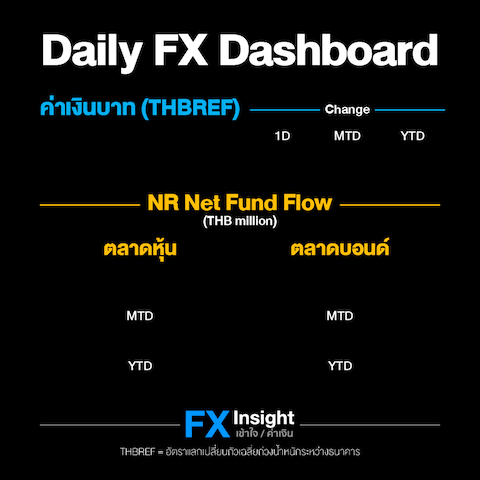 Daily FX Dashboard
ค่าเงินบาท (THBREF)
Change
1D MTD YTD
NR Net Fund Flow
(THB million)
ตลาดหุ้น ตลาดบอนด์
MTD MTD
YTD YTD
FX Insight
เข้าใจ / ค่าเงิน
THBREF = อัตราแลกเปลี่ยนถัวเฉลี่ยถ่วงน้ำหนักระหว่างธนาคาร